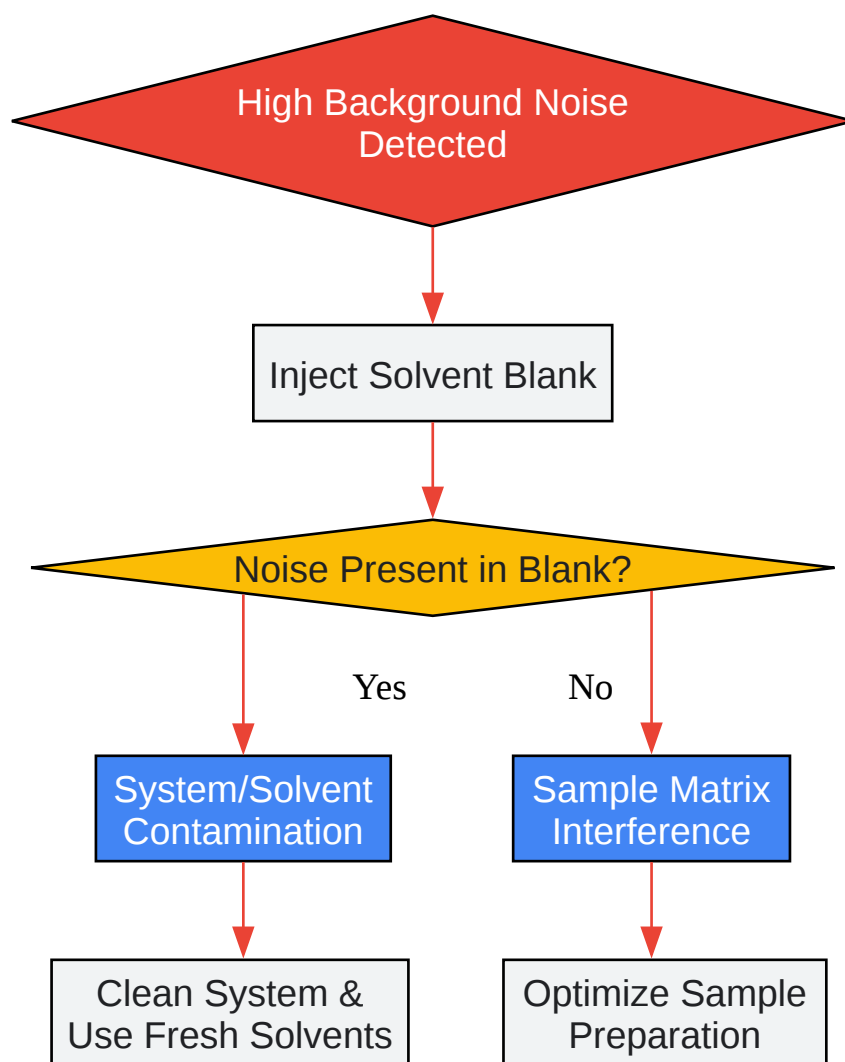 High Background Noise
Detected
Inject Solvent Blank
Noise Present in Blank?
Yes
No
System/Solvent
Contamination
Sample Matrix
Interference
Clean System &
Use Fresh Solvents
Optimize Sample
Preparation